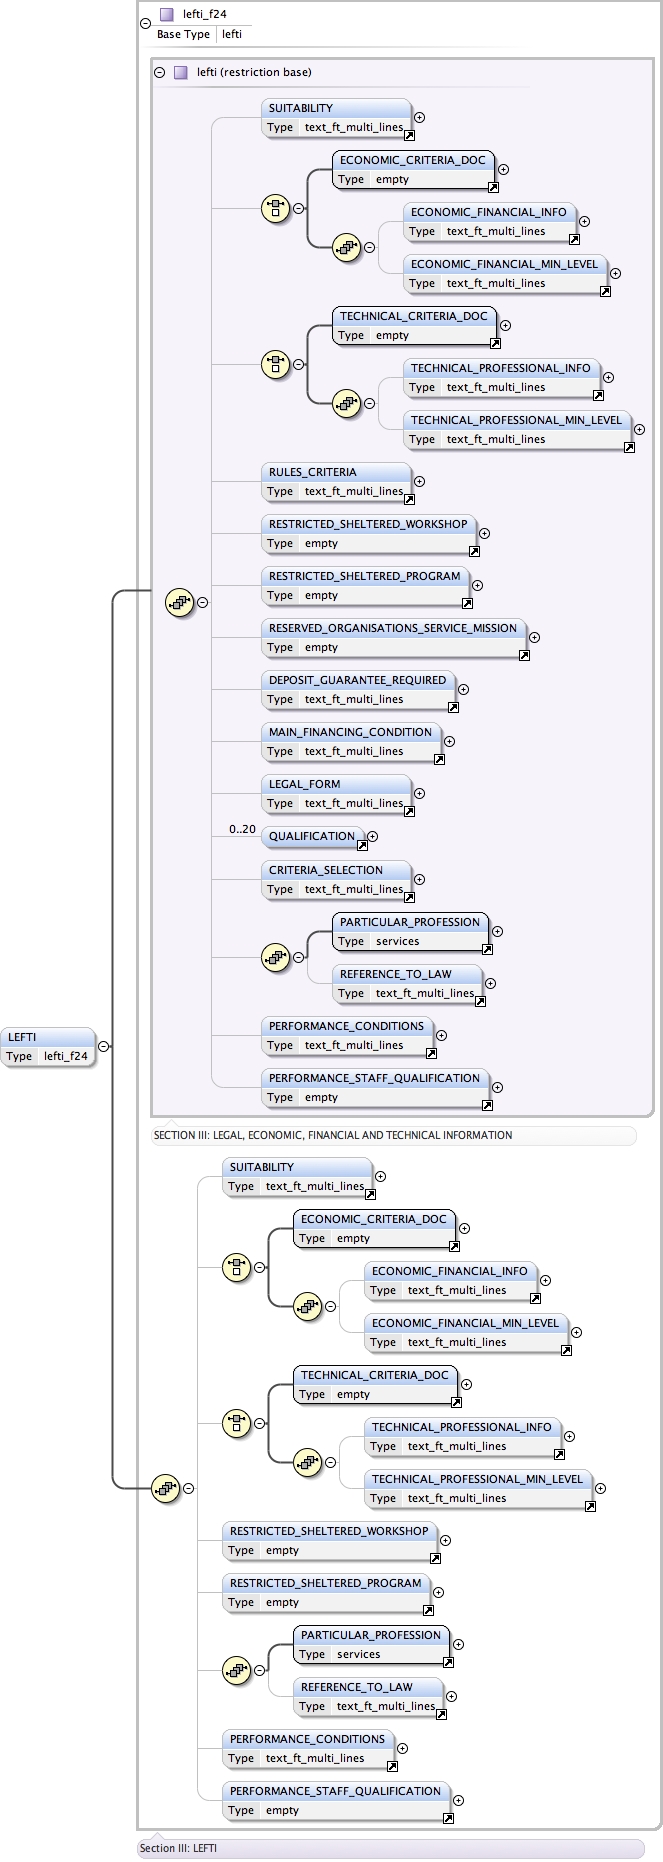 lefti_f24
Base Type lefti
lefti (restriction base)
SUITABILITY
Type text_ft_multi_lines
ECONOMIC_CRITERIA_DOC
Type empty
ECONOMIC_FINANCIAL_INFO
Type text_ft_multi_lines
ECONOMIC_FINANCIAL_MIN_LEVEL
Type text_ft_multi_lines
TECHNICAL_CRITERIA_DOC
Type empty
TECHNICAL_PROFESSIONAL_INFO
Type text_ft_multi_lines
TECHNICAL_PROFESSIONAL_MIN_LEVEL
Type text_ft_multi_lines
RULES_CRITERIA
Type text_ft_multi_lines
RESTRICTED_SHELTERED_WORKSHOP
Type empty
RESTRICTED_SHELTERED_PROGRAM
Type empty
RESERVED_ORGANISATIONS_SERVICE_MISSION
Type empty
DEPOSIT_GUARANTEE_REQUIRED
Type text_ft_multi_lines
MAIN_FINANCING_CONDITION
Type text_ft_multi_lines
LEGAL_FORM
Type text_ft_multi_lines
0..20
QUALIFICATION
CRITERIA_SELECTION
Type text_ft_multi_lines
PARTICULAR_PROFESSION
Type services
REFERENCE_TO_LAW
Type text_ft_multi_lines
PERFORMANCE_CONDITIONS
Type text_ft_multi_lines
PERFORMANCE_STAFF_QUALIFICATION
Type empty
LEFTI
Type lefti_f24
SECTION III: LEGAL, ECONOMIC, FINANCIAL AND TECHNICAL INFORMATION
SUITABILITY
Type text_ft_multi_lines
ECONOMIC_CRITERIA_DOC
Type empty
ECONOMIC_FINANCIAL_INFO
Type text_ft_multi_lines
ECONOMIC_FINANCIAL_MIN_LEVEL
Type text_ft_multi_lines
TECHNICAL_CRITERIA_DOC
Type empty
TECHNICAL_PROFESSIONAL_INFO
Type text_ft_multi_lines
TECHNICAL_PROFESSIONAL_MIN_LEVEL
Type text_ft_multi_lines
RESTRICTED_SHELTERED_WORKSHOP
Type empty
RESTRICTED_SHELTERED_PROGRAM
Type empty
PARTICULAR_PROFESSION
Type services
REFERENCE_TO_LAW
Type text_ft_multi_lines
PERFORMANCE_CONDITIONS
Type text_ft_multi_lines
PERFORMANCE_STAFF_QUALIFICATION
Type empty
Section III: LEFTI